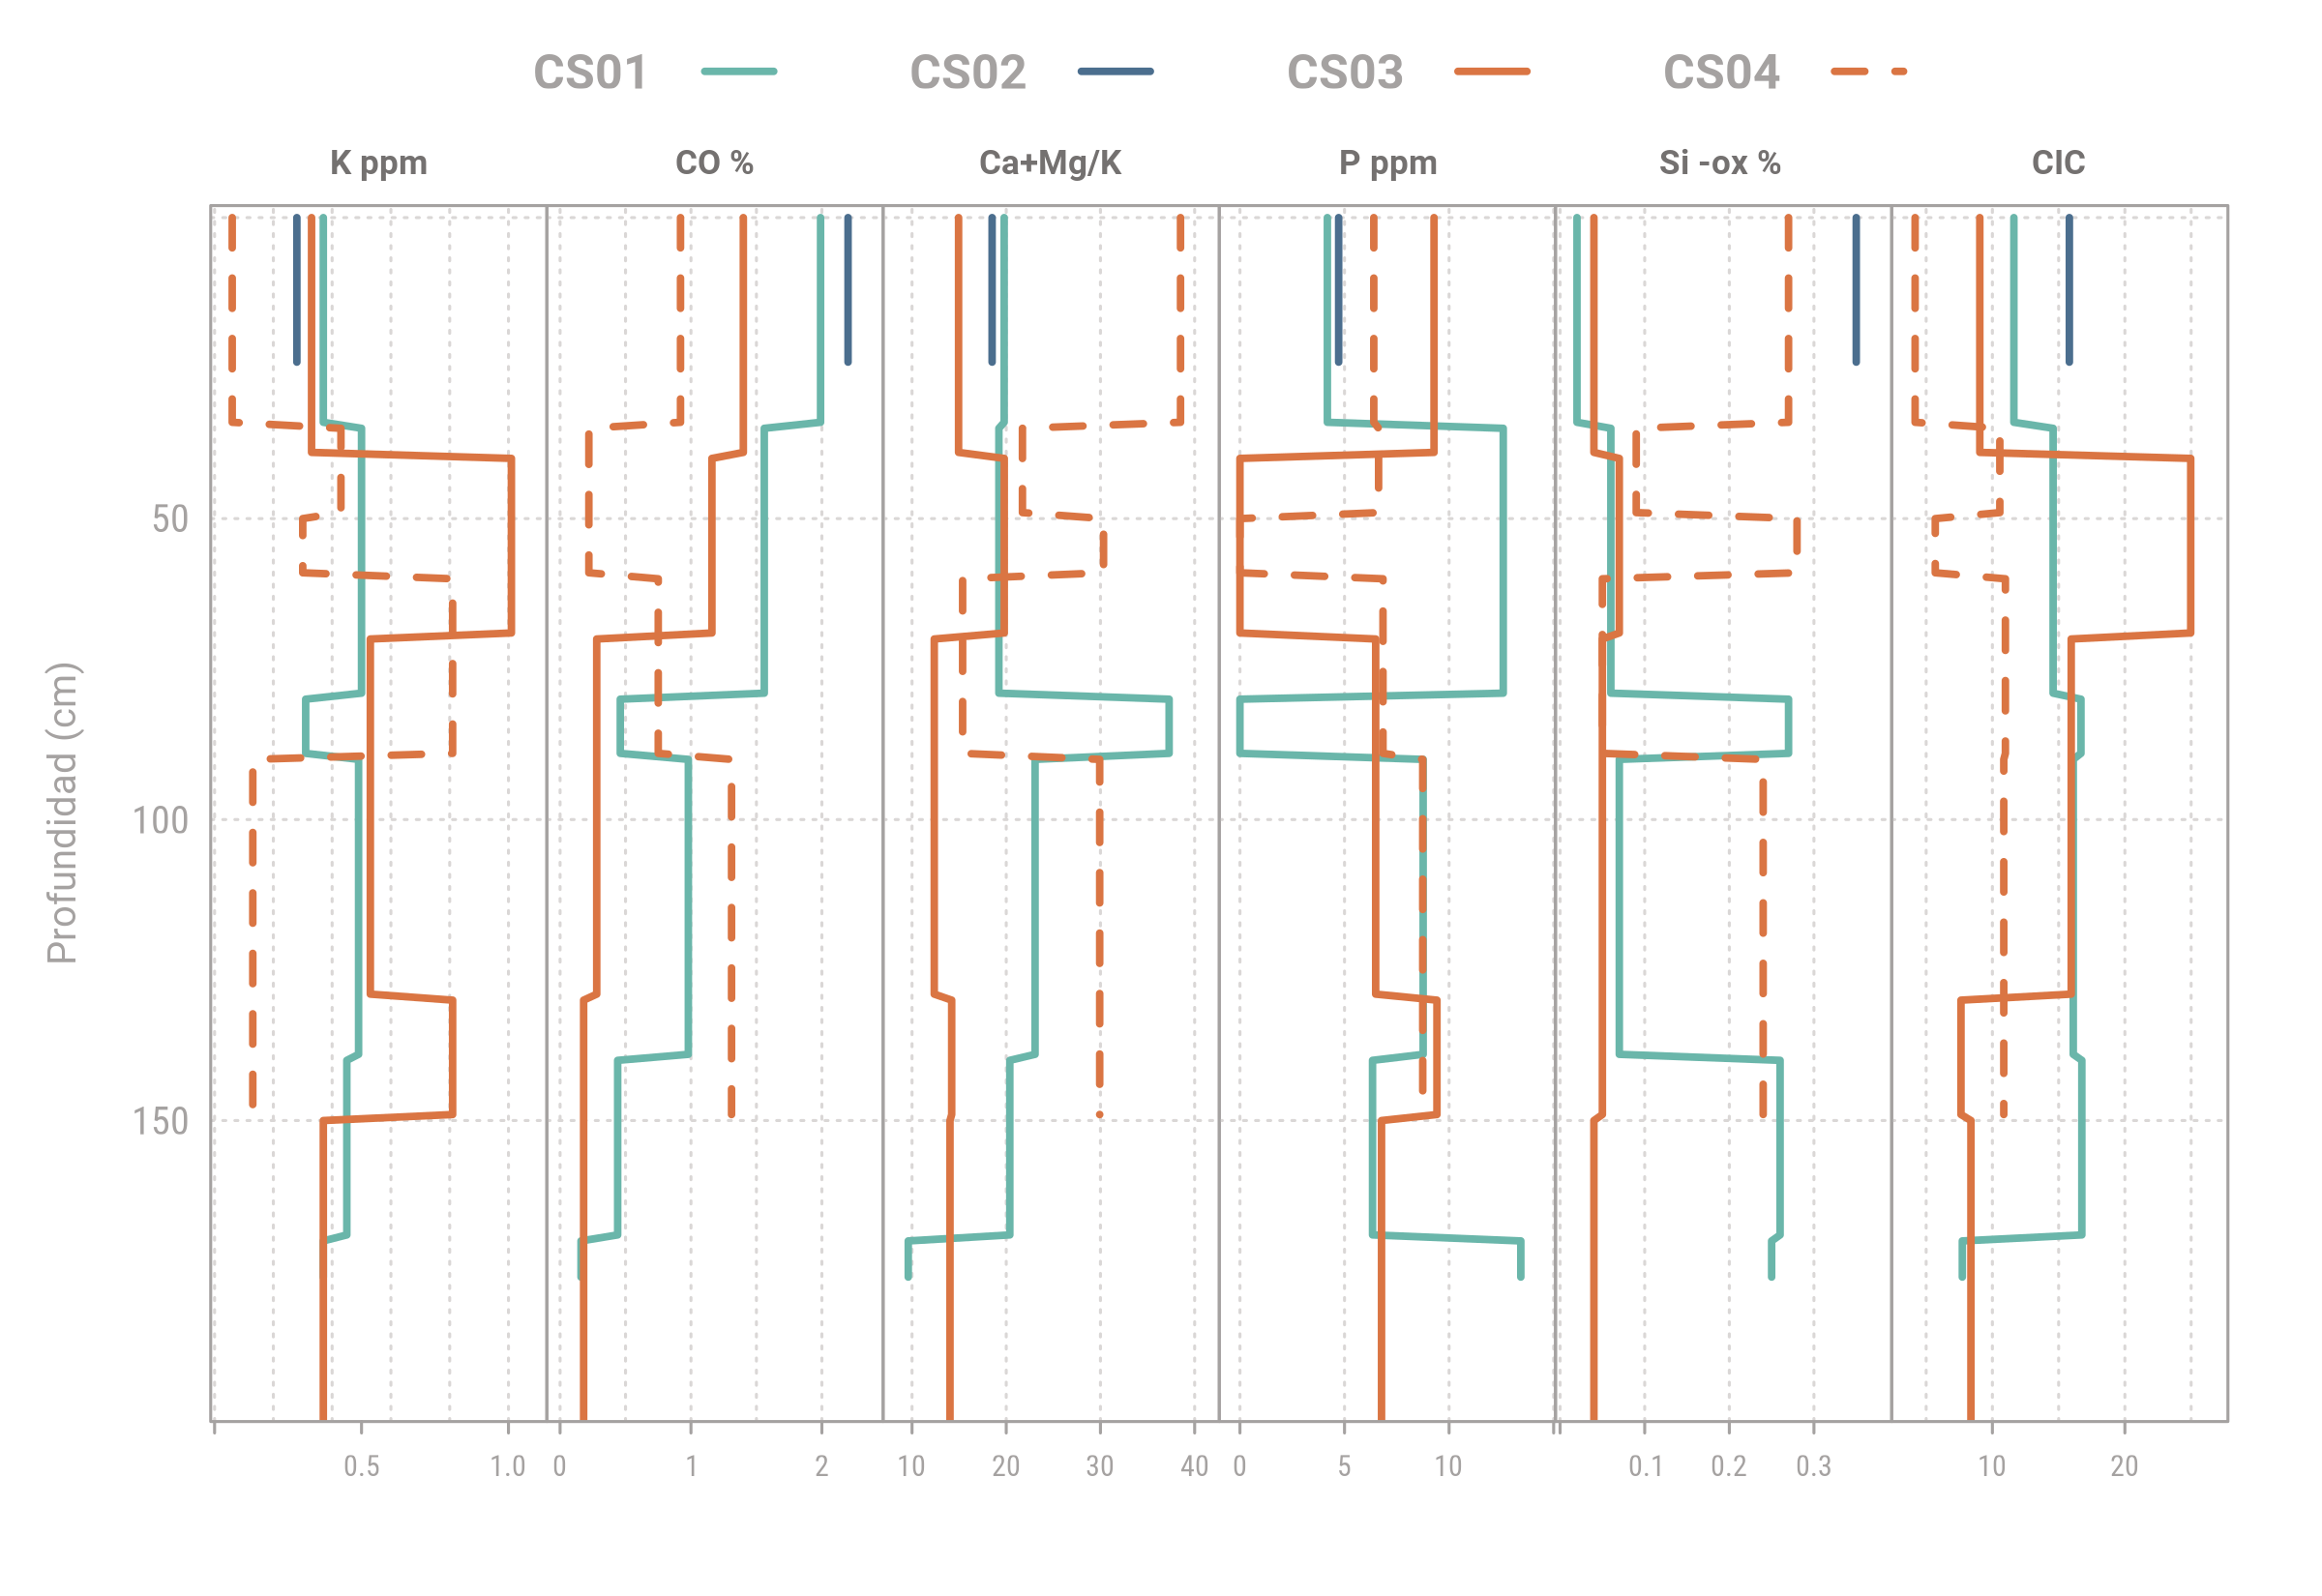 CS01 CS02 CS03 CS04
K ppm CO % Ca+Mg/K P ppm Si -ox % CIC
50
100
150
Profundidad (cm)
0.5 1.0 0 1 2 10 20 30 40 0 5 10 0.1 0.2 0.3 10 20